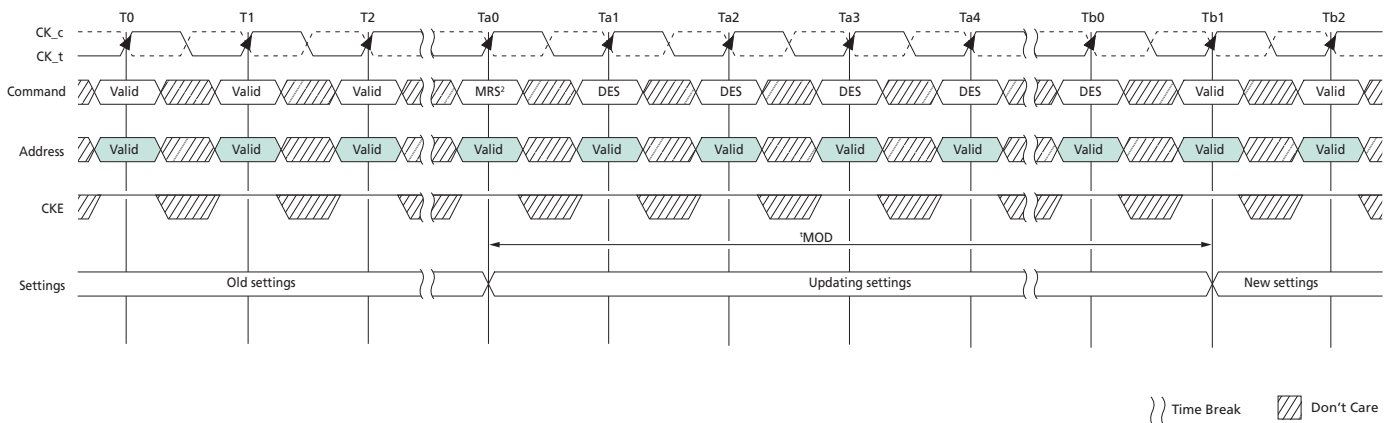 T0 T1 T2 Ta0 Ta1 Ta2 Ta3 Ta4 Tb0 Tb1 Tb2
CK_c
CK_t
Command Valid Valid Valid MRS² DES DES DES DES DES Valid Valid
Address Valid Valid Valid Valid Valid Valid Valid Valid Valid Valid Valid
CKE
ᵗMOD
Settings Old settings Updating settings New settings
Time Break Don't Care